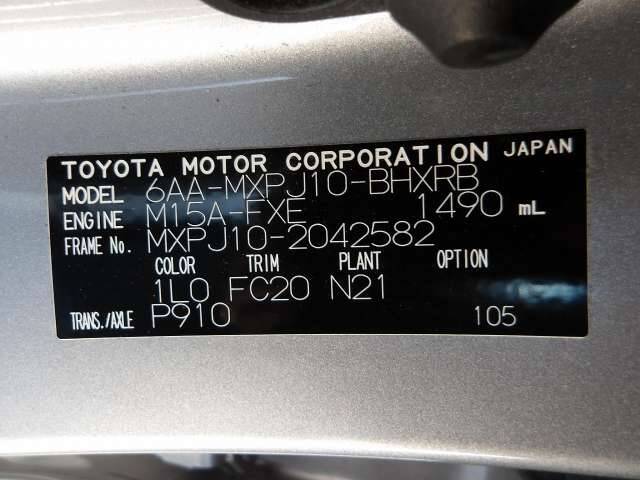 TOYOTA MOTOR CORPORATION JAPAN
MODEL 6AA-MXPJ10-BHXRB
ENGINE M15A-FXE 1490 mL
FRAME No. MXPJ10-2042582
COLOR TRIM PLANT OPTION
1L0 FC20 N21
TRANS./AXLE P910 105